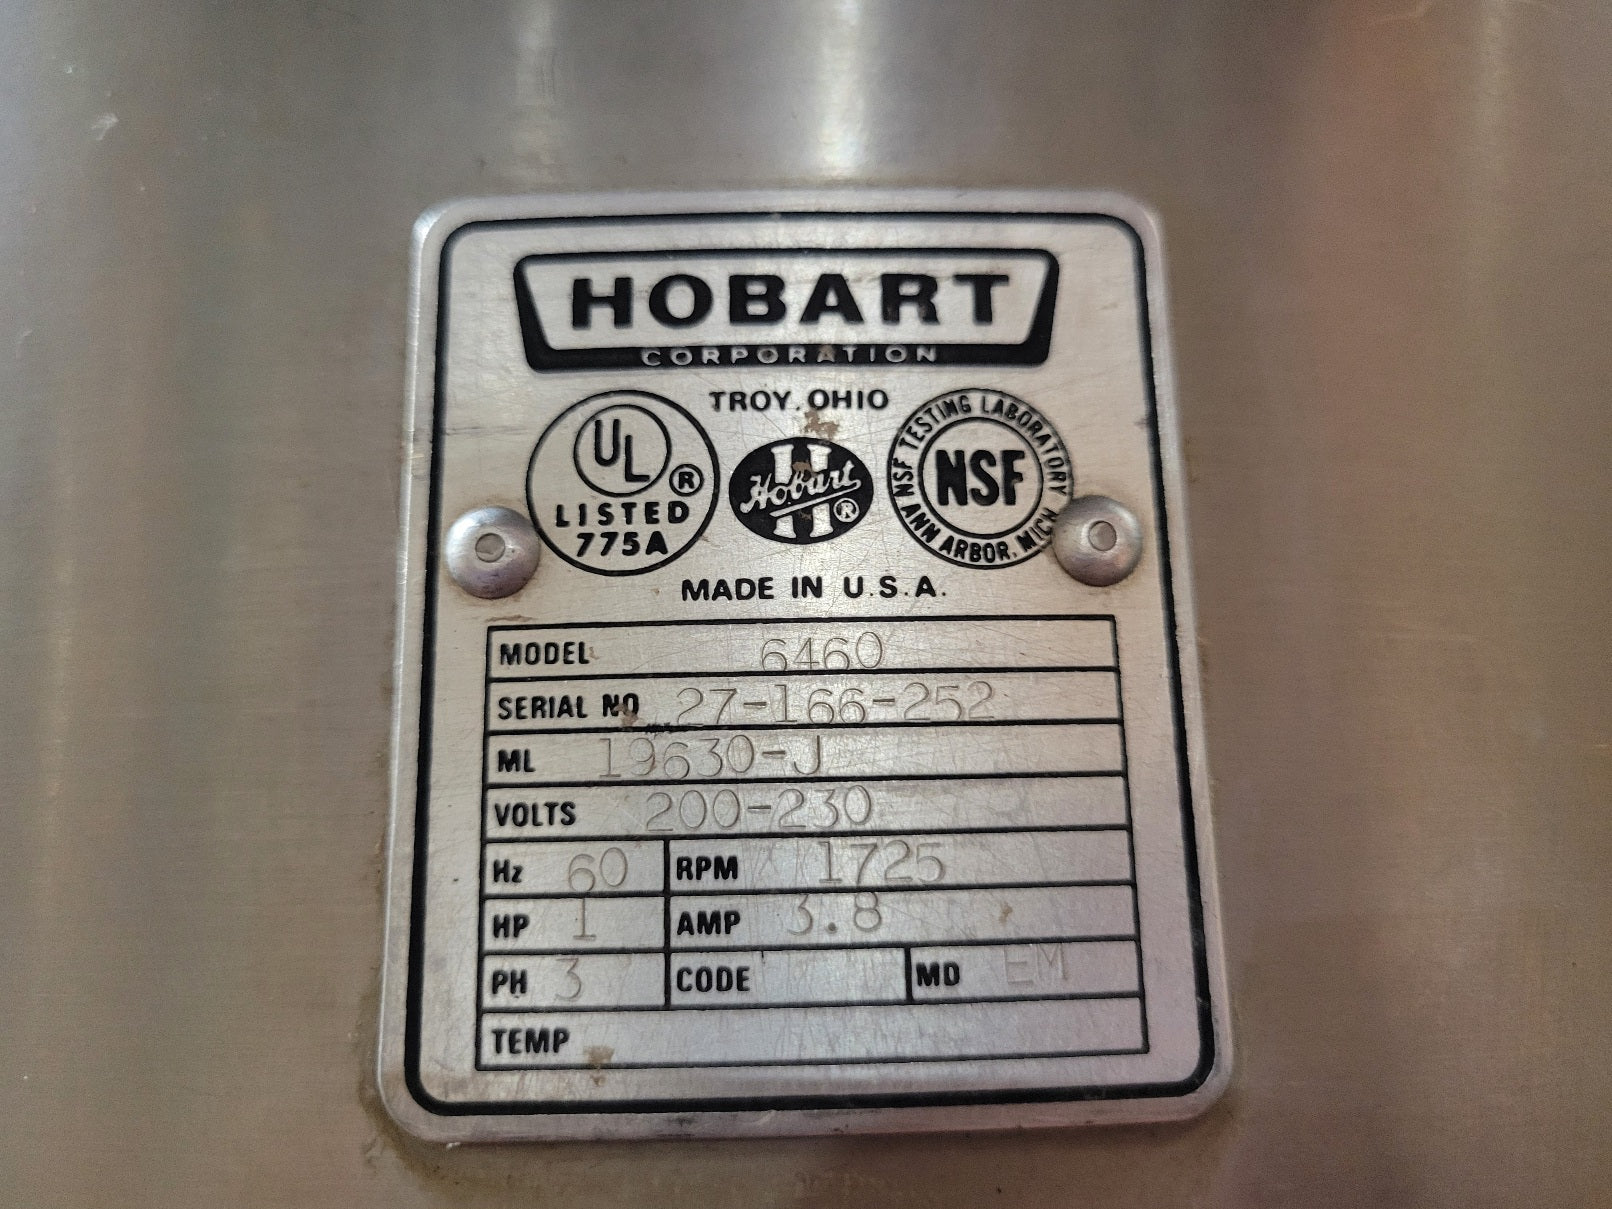 HOBART
CORPORATION
TROY, OHIO
UL ®
LISTED
775A
H
Hobart ®
NSF TESTING LABORATORY
NSF
ANN ARBOR, MICH
MADE IN U.S.A.
MODEL 6460
SERIAL NO 27-166-252
ML 19630-J
VOLTS 200-230
Hz 60 RPM 1725
HP 1 AMP 3.8
PH 3 CODE MD EM
TEMP